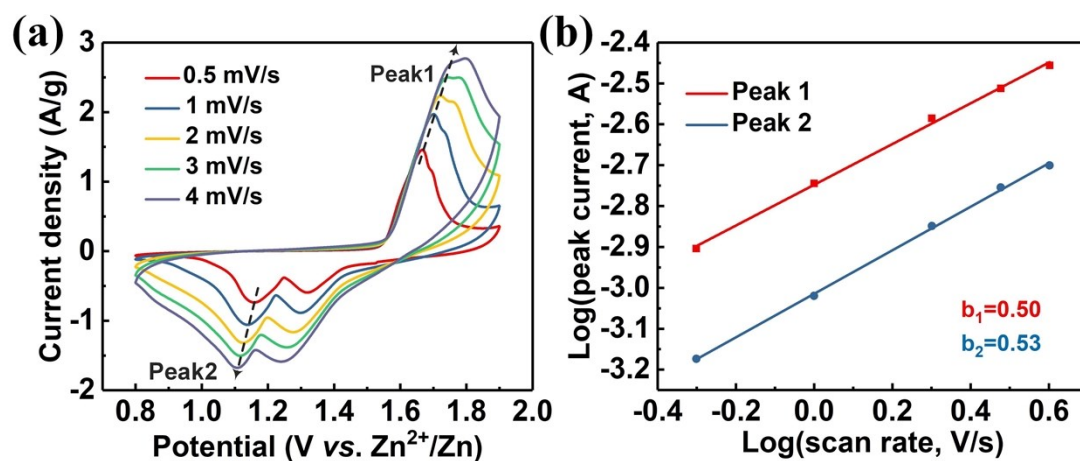 (a)
Current density (A/g)
3
2
1
0
-1
-2
0.5 mV/s
1 mV/s
2 mV/s
3 mV/s
4 mV/s
Peak1
Peak2
0.8 1.0 1.2 1.4 1.6 1.8 2.0
Potential (V vs. Zn²⁺/Zn)
(b)
Log(peak current, A)
-2.4
-2.5
-2.6
-2.7
-2.8
-2.9
-3.0
-3.1
-3.2
Peak 1
Peak 2
b₁=0.50
b₂=0.53
-0.4 -0.2 0.0 0.2 0.4 0.6
Log(scan rate, V/s)